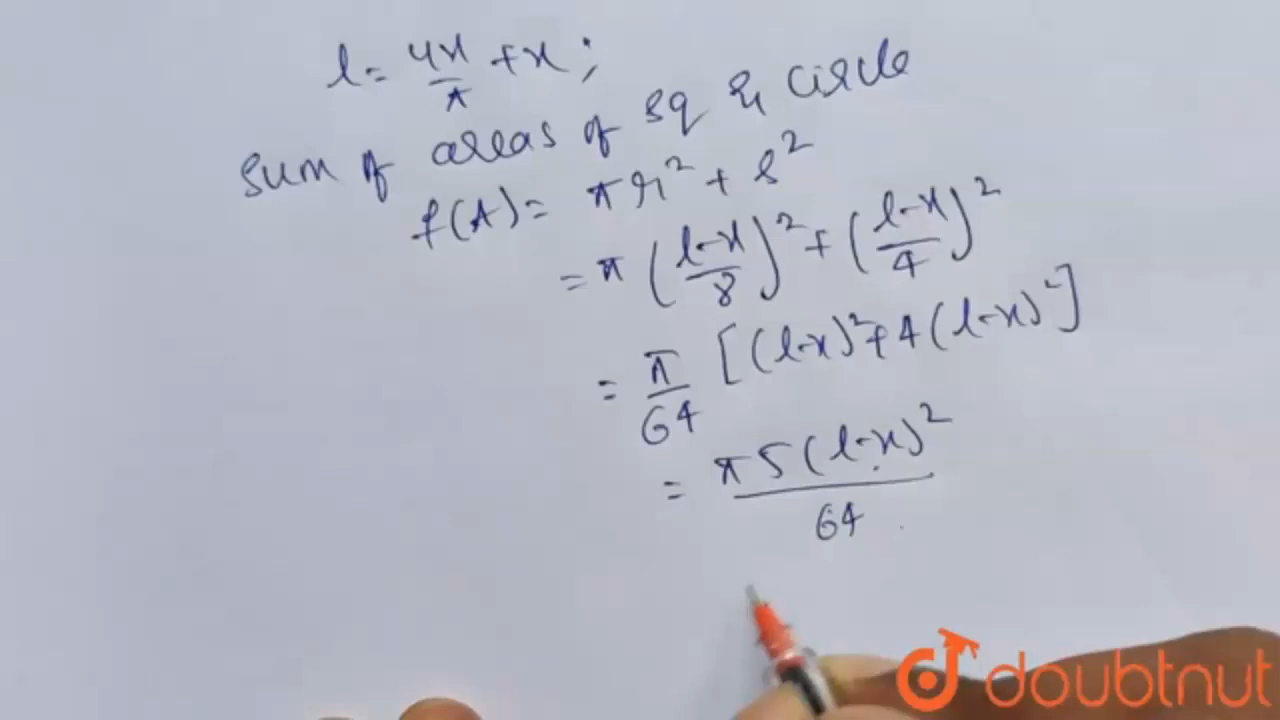 l = 4x/π + x ;
Sum of areas of sq & circle
f(A) = πr² + s²
= π ((l-x)/8)² + ((l-x)/4)²
= π/64 [(l-x)² + 4(l-x)²]
= π5(l-x)²/64
doubtnut